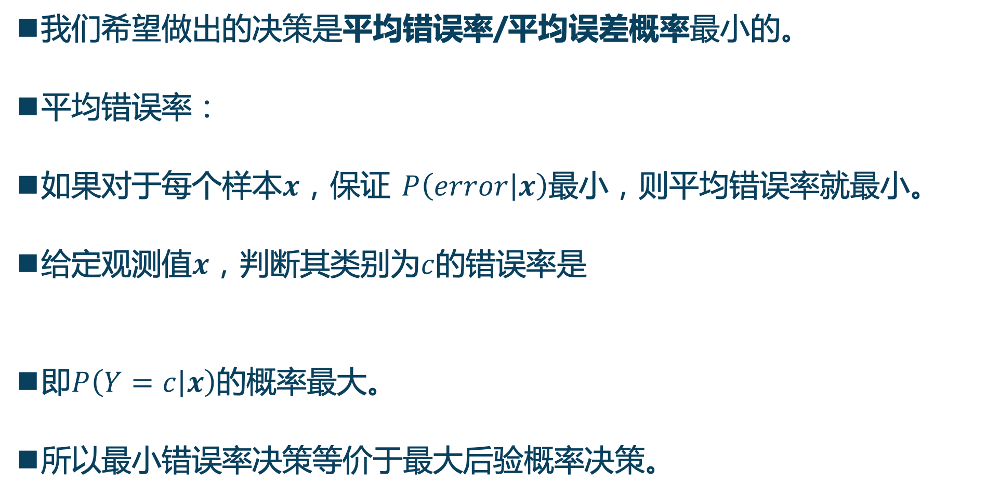 ■我们希望做出的决策是平均错误率/平均误差概率最小的。
■平均错误率：
■如果对于每个样本x，保证 P(error|x)最小，则平均错误率就最小。
■给定观测值x，判断其类别为c的错误率是
■即P(Y = c|x)的概率最大。
■所以最小错误率决策等价于最大后验概率决策。